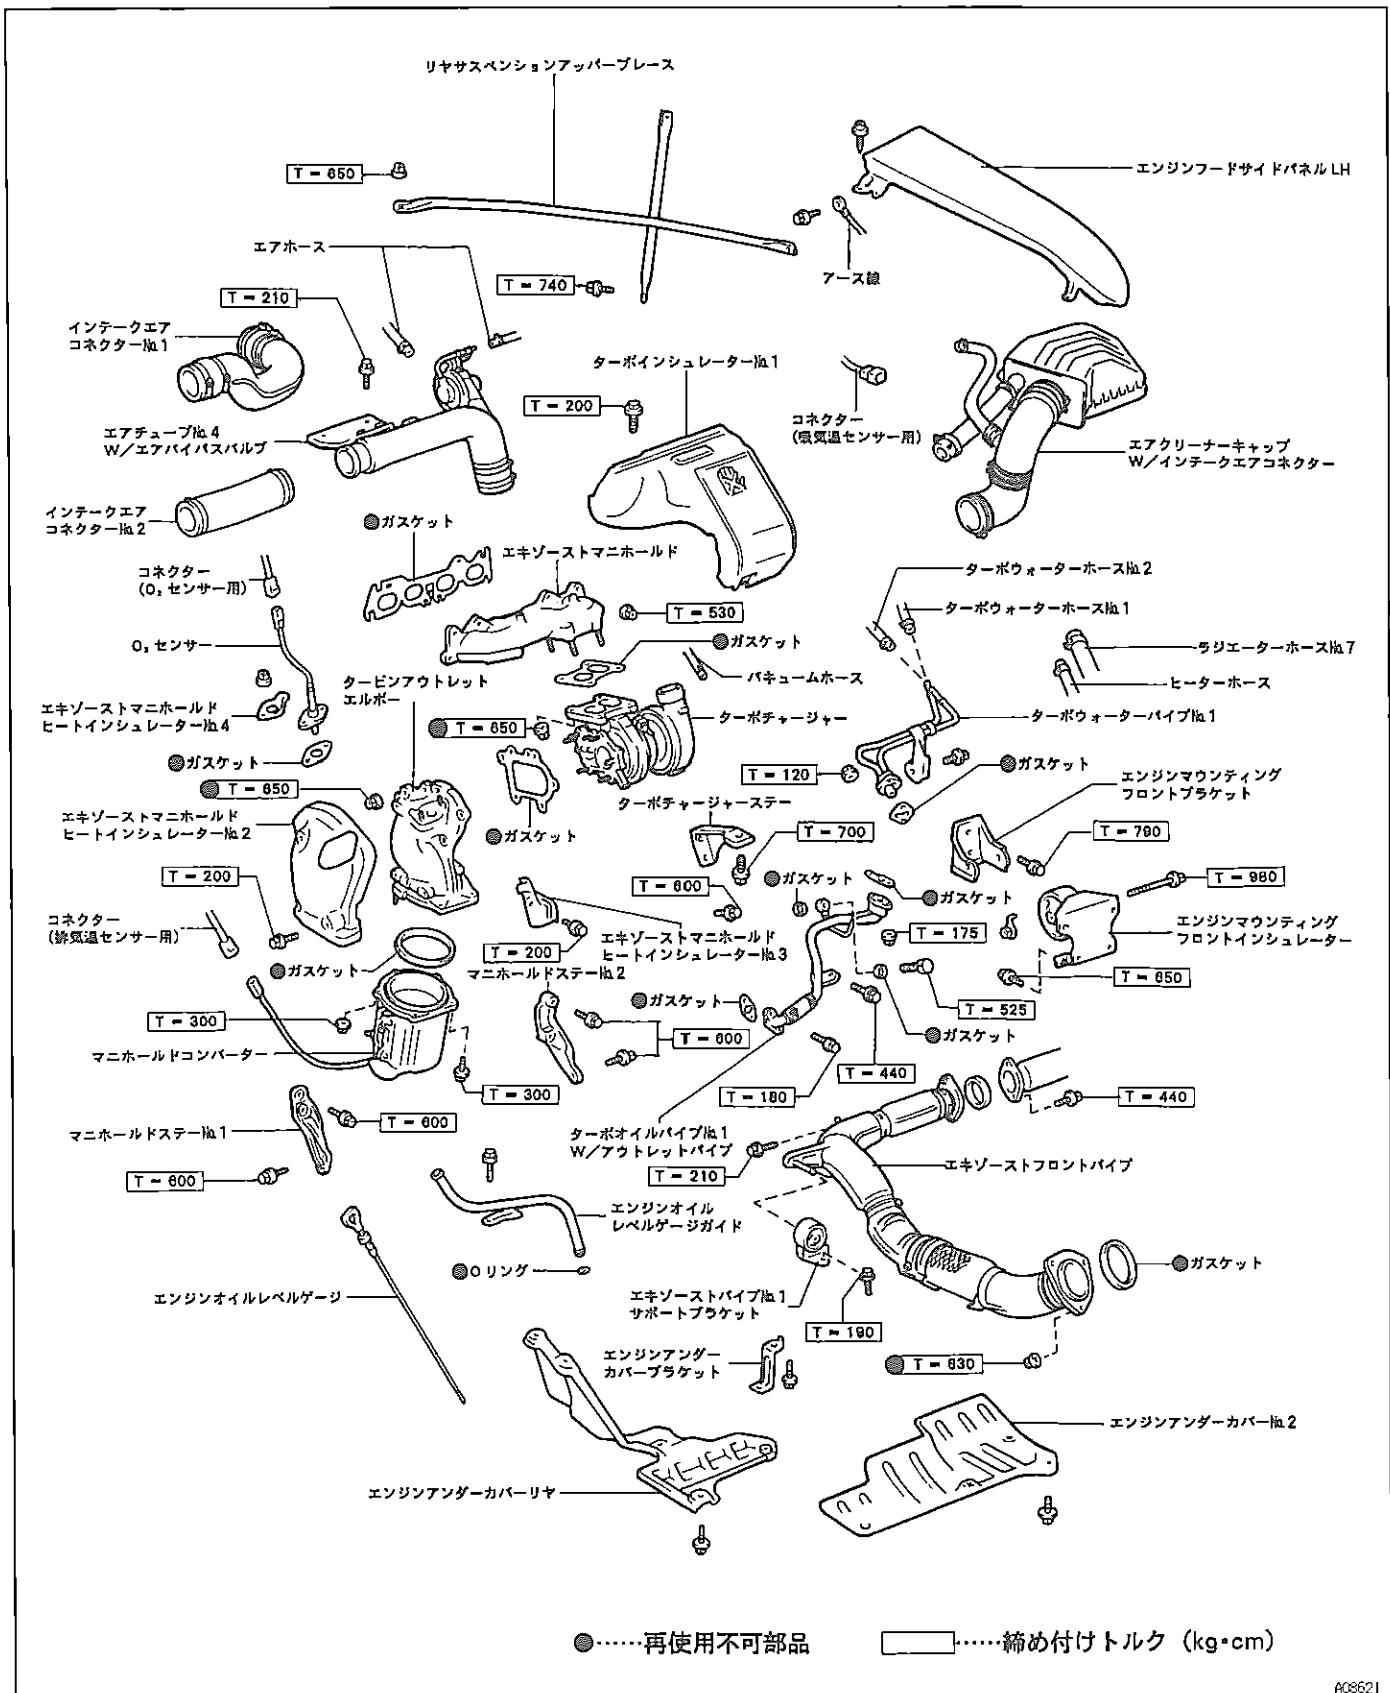 リヤサスペンションアッパーブレース
T = 650
エンジンフードサイドパネル LH
エアホース
アース線
T = 740
T = 210
インテークエア
コネクター№1
ターボインシュレーター№1
T = 200
コネクター
(吸気温センサー用)
エアチューブ№4
W／エアバイパスバルブ
エアクリーナーキャップ
W／インテークエアコネクター
インテークエア
コネクター№2
●ガスケット
エキゾーストマニホールド
コネクター
(O₂ センサー用)
ターボウォーターホース№2
ターボウォーターホース№1
T = 530
O₂ センサー
●ガスケット
ラジエーターホース№7
タービンアウトレット
エルボー
バキュームホース
ヒーターホース
エキゾーストマニホールド
ヒートインシュレーター№4
● T = 650
ターボチャージャー
ターボウォーターパイプ№1
●ガスケット
●ガスケット
T = 120
エンジンマウンティング
フロントブラケット
● T = 650
ターボチャージャーステー
エキゾーストマニホールド
ヒートインシュレーター№2
●ガスケット
T = 700
T = 790
T = 200
●ガスケット
T = 600
●ガスケット
T = 980
コネクター
(排気温センサー用)
T = 200
エキゾーストマニホールド
ヒートインシュレーター№3
T = 175
エンジンマウンティング
フロントインシュレーター
●ガスケット
マニホールドステー№2
T = 650
●ガスケット
T = 525
T = 300
T = 600
●ガスケット
マニホールドコンバーター
T = 440
T = 300
T = 180
T = 440
T = 600
マニホールドステー№1
ターボオイルパイプ№1
W／アウトレットパイプ
エキゾーストフロントパイプ
T = 600
T = 210
エンジンオイル
レベルゲージガイド
●O リング
●ガスケット
エンジンオイルレベルゲージ
エキゾーストパイプ№1
サポートブラケット
T = 190
エンジンアンダー
カバーブラケット
● T = 630
エンジンアンダーカバー№2
エンジンアンダーカバーリヤ
●……再使用不可部品 ……締め付けトルク (kg・cm)
A08621